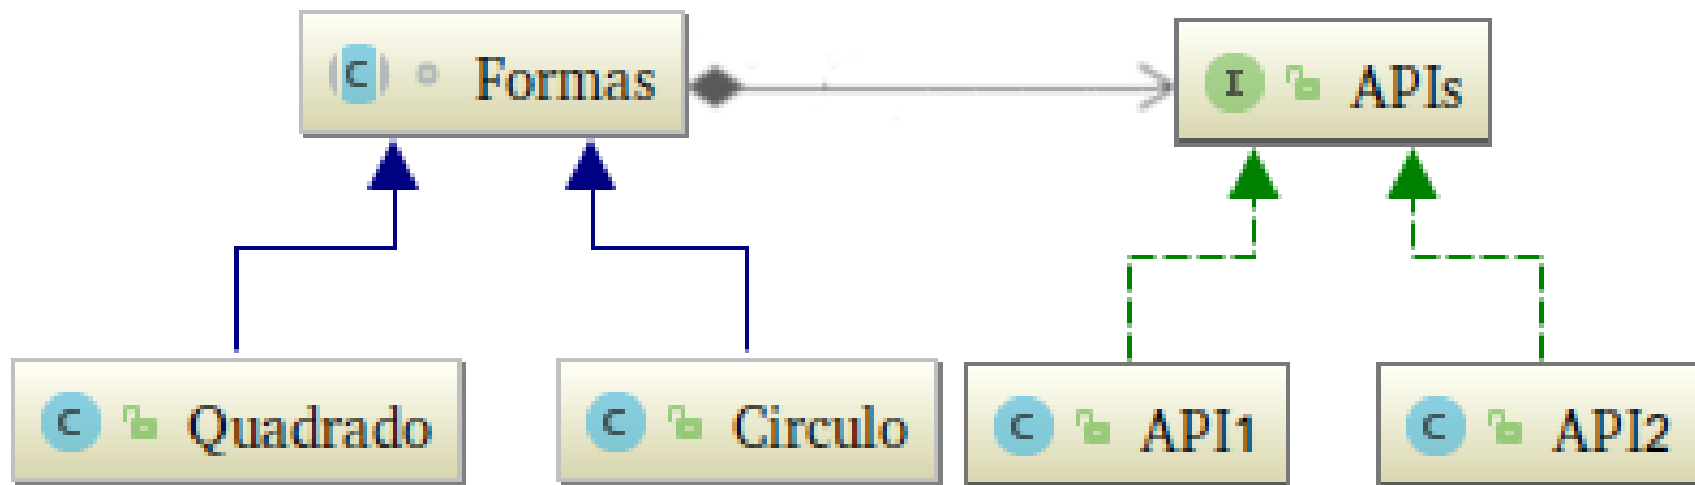 C Formas
I APIs
C Quadrado
C Circulo
C API1
C API2